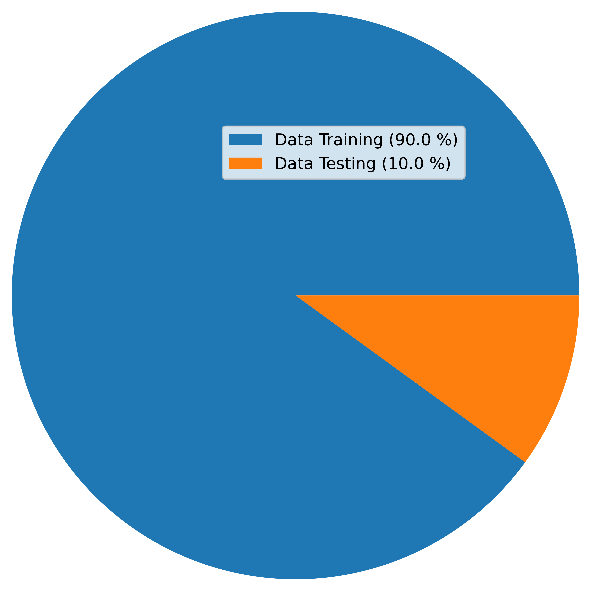 Data Training (90.0 %)
Data Testing (10.0 %)